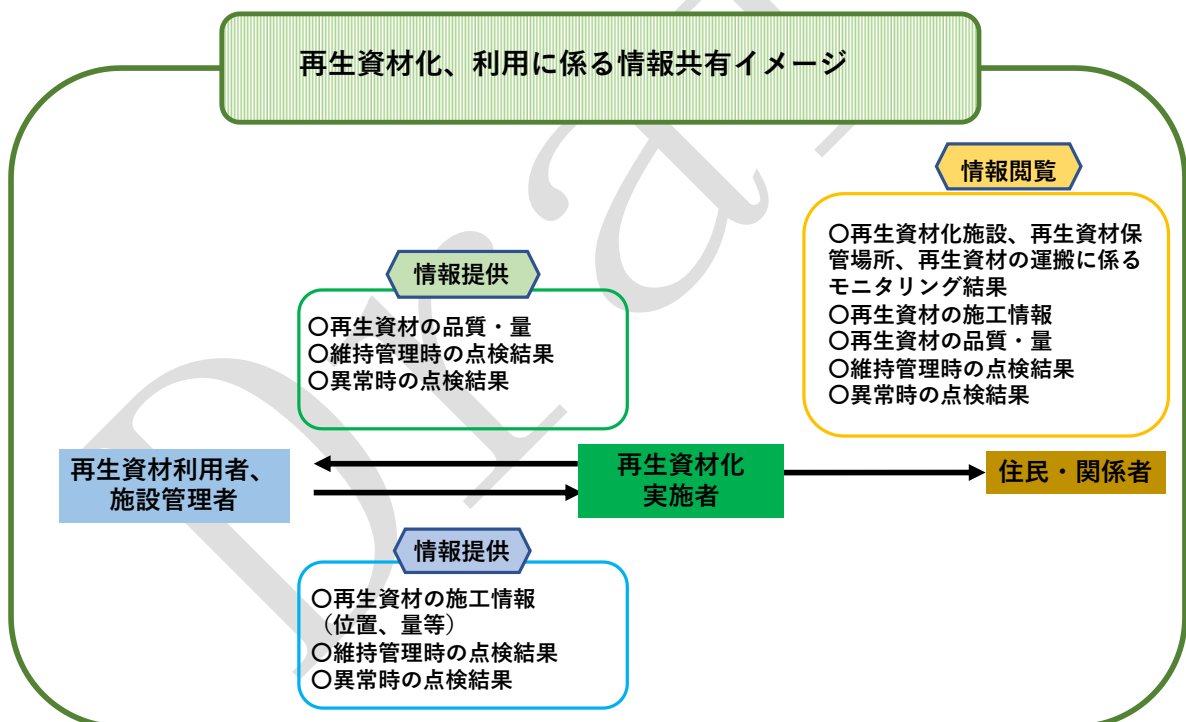 再生資材化、利用に係る情報共有イメージ
情報閲覧
〇再生資材化施設、再生資材保
管場所、再生資材の運搬に係る
モニタリング結果
〇再生資材の施工情報
〇再生資材の品質・量
〇維持管理時の点検結果
〇異常時の点検結果
情報提供
〇再生資材の品質・量
〇維持管理時の点検結果
〇異常時の点検結果
再生資材利用者、
施設管理者
再生資材化
実施者
住民・関係者
情報提供
〇再生資材の施工情報
（位置、量等）
〇維持管理時の点検結果
〇異常時の点検結果
Draft